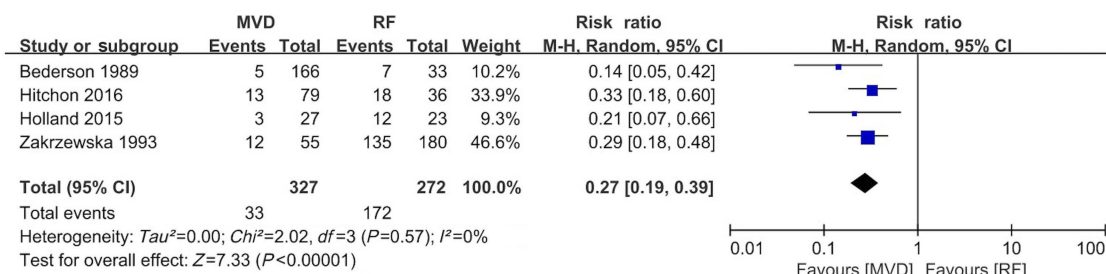 MVD RF Risk ratio Risk ratio
Study or subgroup Events Total Events Total Weight M-H, Random, 95% CI M-H, Random, 95% CI
Bederson 1989 5 166 7 33 10.2% 0.14 [0.05, 0.42]
Hitchon 2016 13 79 18 36 33.9% 0.33 [0.18, 0.60]
Holland 2015 3 27 12 23 9.3% 0.21 [0.07, 0.66]
Zakrzewska 1993 12 55 135 180 46.6% 0.29 [0.18, 0.48]
Total (95% CI) 327 272 100.0% 0.27 [0.19, 0.39]
Total events 33 172
Heterogeneity: Tau²=0.00; Chi²=2.02, df=3 (P=0.57); I²=0%
Test for overall effect: Z=7.33 (P<0.00001)
0.01 0.1 1 10 100
Favours [MVD] Favours [RF]